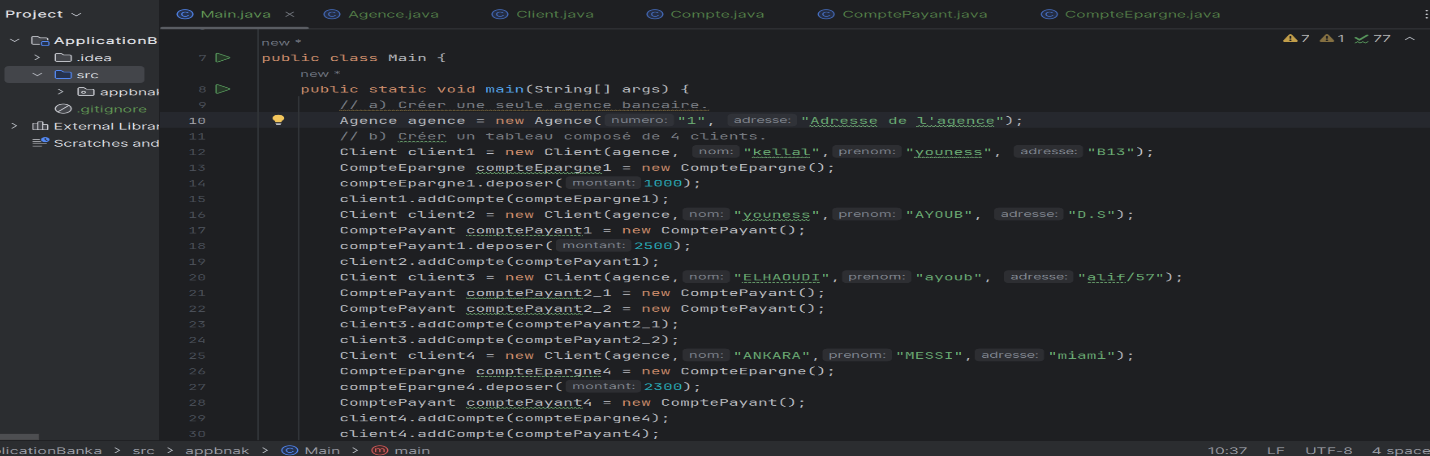 Project
Main.java × Agence.java Client.java Compte.java ComptePayant.java CompteEpargne.java
ApplicationB
.idea
src
appbnak
.gitignore
External Librar
Scratches and
7 1 77
new *
7 public class Main {
new *
8 public static void main(String[] args) {
9 // a) Créer une seule agence bancaire.
10 Agence agence = new Agence( numero: "1", adresse: "Adresse de l'agence");
11 // b) Créer un tableau composé de 4 clients.
12 Client client1 = new Client(agence, nom: "kellal", prenom: "youness", adresse: "B13");
13 CompteEpargne compteEpargne1 = new CompteEpargne();
14 compteEpargne1.deposer( montant: 1000);
15 client1.addCompte(compteEpargne1);
16 Client client2 = new Client(agence, nom: "youness", prenom: "AYOUB", adresse: "D.S");
17 ComptePayant comptePayant1 = new ComptePayant();
18 comptePayant1.deposer( montant: 2500);
19 client2.addCompte(comptePayant1);
20 Client client3 = new Client(agence, nom: "ELHAOUDI", prenom: "ayoub", adresse: "alif/57");
21 ComptePayant comptePayant2_1 = new ComptePayant();
22 ComptePayant comptePayant2_2 = new ComptePayant();
23 client3.addCompte(comptePayant2_1);
24 client3.addCompte(comptePayant2_2);
25 Client client4 = new Client(agence, nom: "ANKARA", prenom: "MESSI", adresse: "miami");
26 CompteEpargne compteEpargne4 = new CompteEpargne();
27 compteEpargne4.deposer( montant: 2300);
28 ComptePayant comptePayant4 = new ComptePayant();
29 client4.addCompte(compteEpargne4);
30 client4.addCompte(comptePayant4);
plicationBanka > src > appbnak > Main > main 10:37 LF UTF-8 4 space